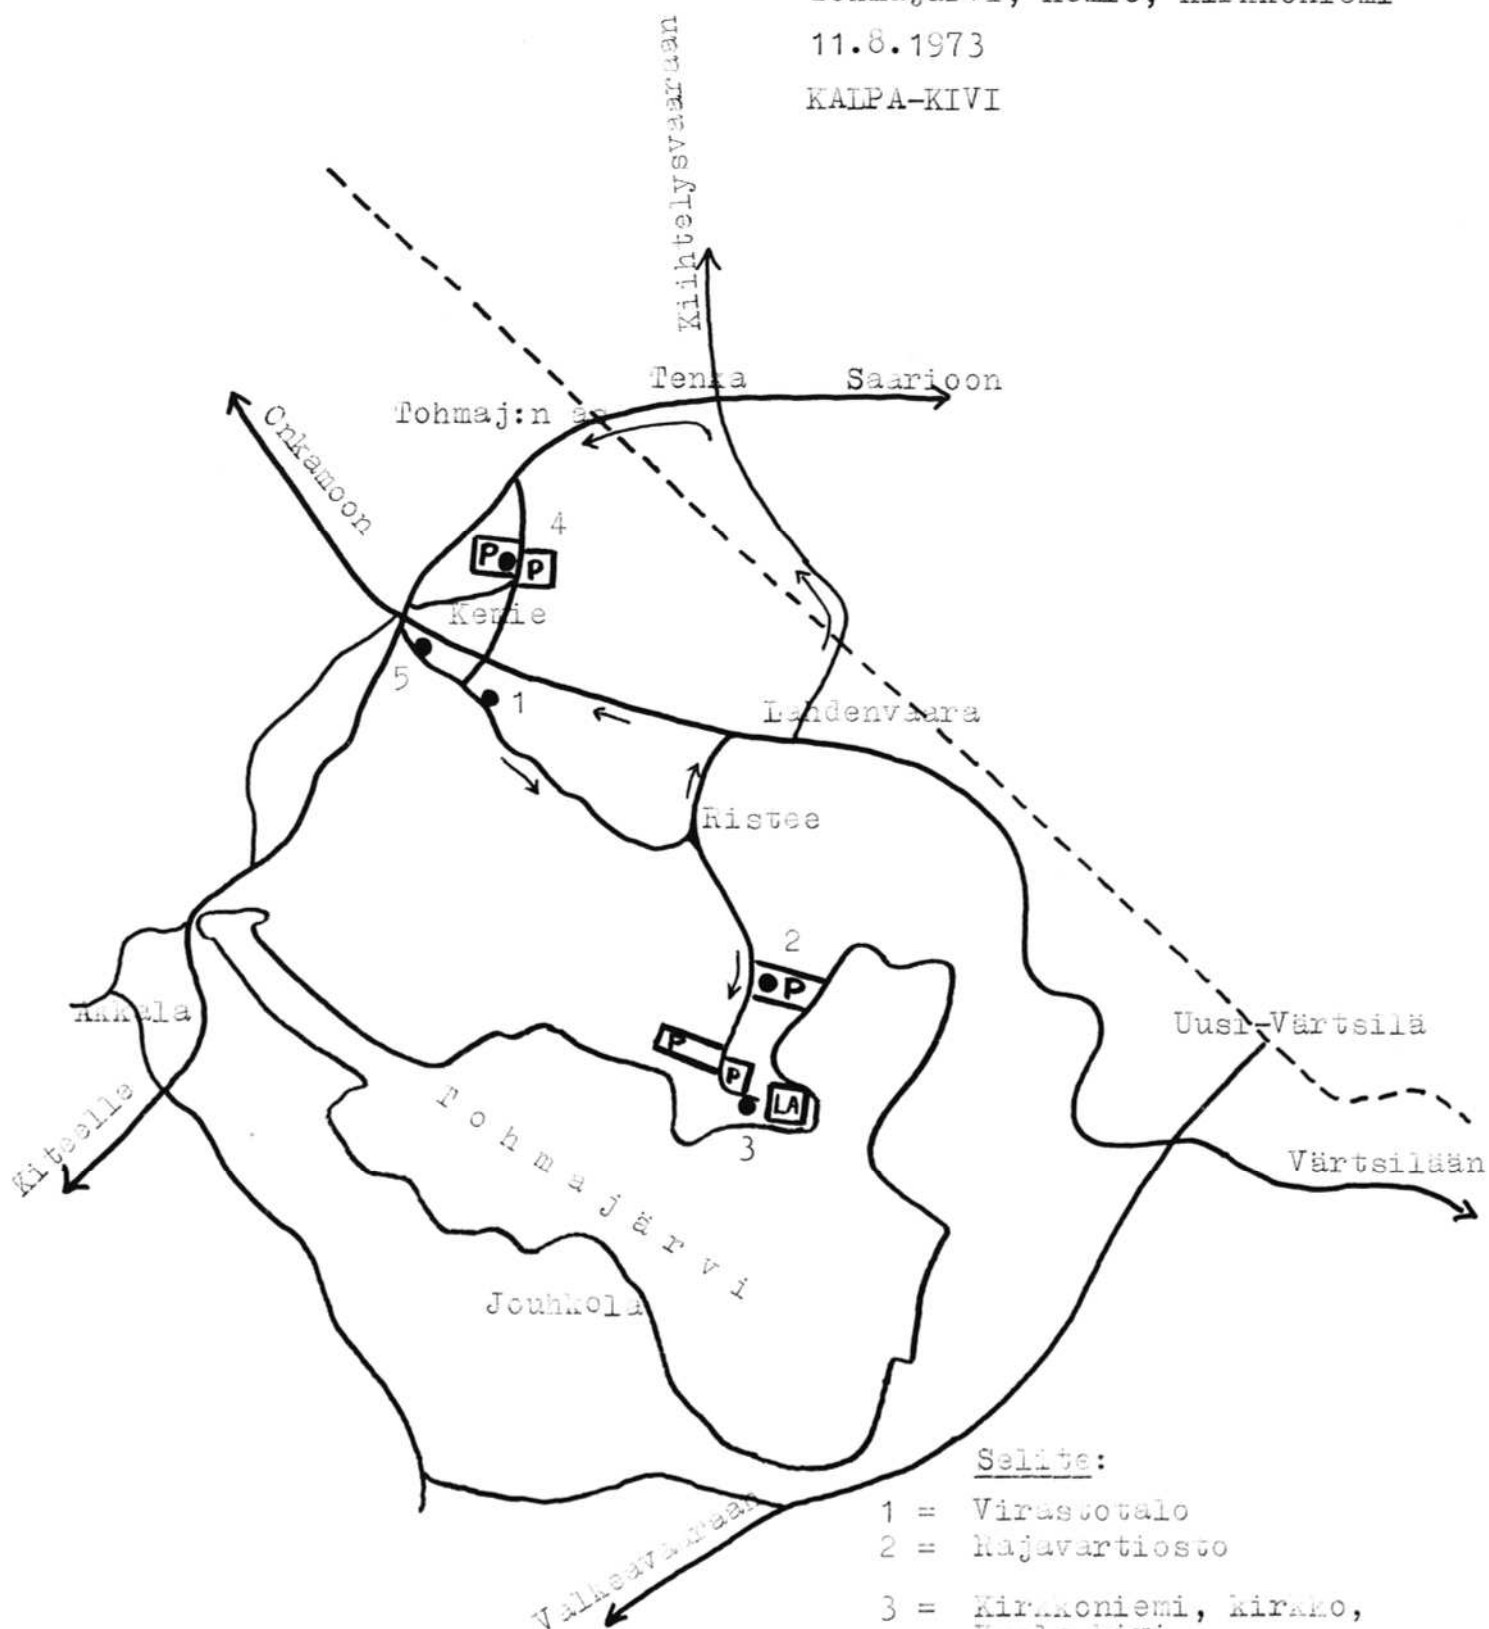 11.8.1973
KALPA-KIVI
Kiihtelysvaaraan
Tenka
Saarioon
Tohmaj:n as
Onkamoon
4
P
P
Kemie
5
1
Lahdenvaara
Ristee
2
P
Akkala
Uusi-Värtsilä
P
P
LA
3
Kiteelle
Värtsilään
Tohmajärvi
Jouhkola
Valkeavaaraan
Selite:
1 = Virastotalo
2 = Rajavartiosto
3 = Kirkkoniemi, kirkko,